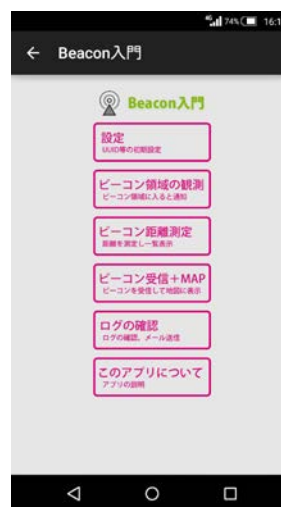 4G 74% 16:1
Beacon入門
Beacon入門
設定
UUID等の初期設定
ビーコン領域の観測
ビーコン領域に入ると通知
ビーコン距離測定
距離を測定し一覧表示
ビーコン受信+MAP
ビーコンを受信して地図に表示
ログの確認
ログの確認、メール送信
このアプリについて
アプリの説明